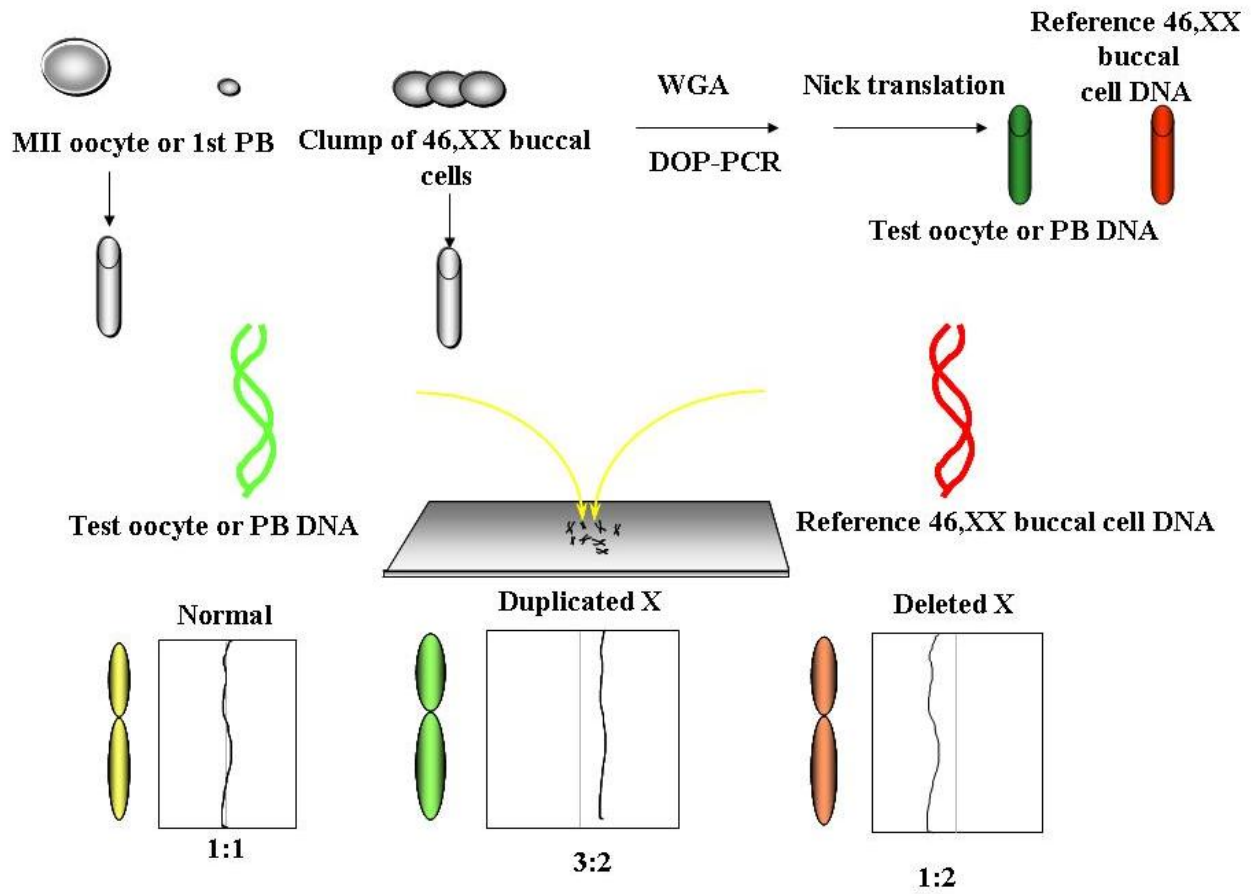 MII oocyte or 1st PB
Clump of 46,XX buccal
cells
WGA
DOP-PCR
Nick translation
Reference 46,XX
buccal
cell DNA
Test oocyte or PB DNA
Test oocyte or PB DNA
Reference 46,XX buccal cell DNA
Normal
1:1
Duplicated X
3:2
Deleted X
1:2